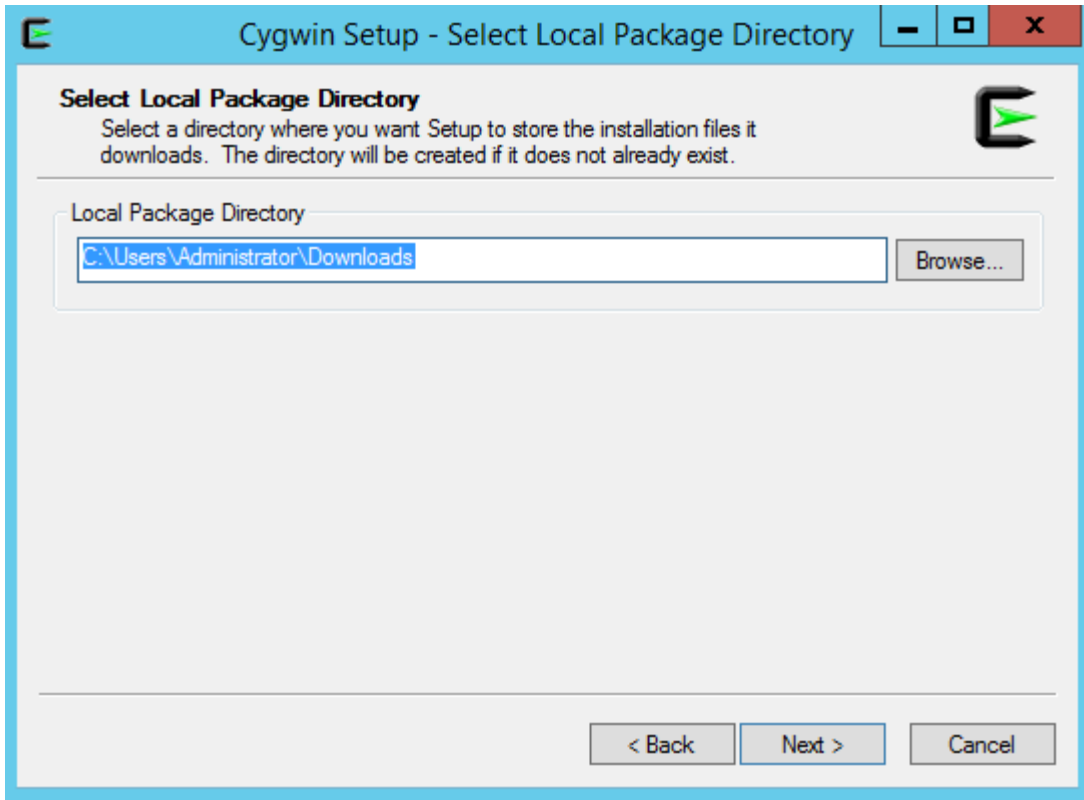 Cygwin Setup - Select Local Package Directory
Select Local Package Directory
Select a directory where you want Setup to store the installation files it
downloads.  The directory will be created if it does not already exist.
Local Package Directory
C:\Users\Administrator\Downloads
Browse...
< Back
Next >
Cancel